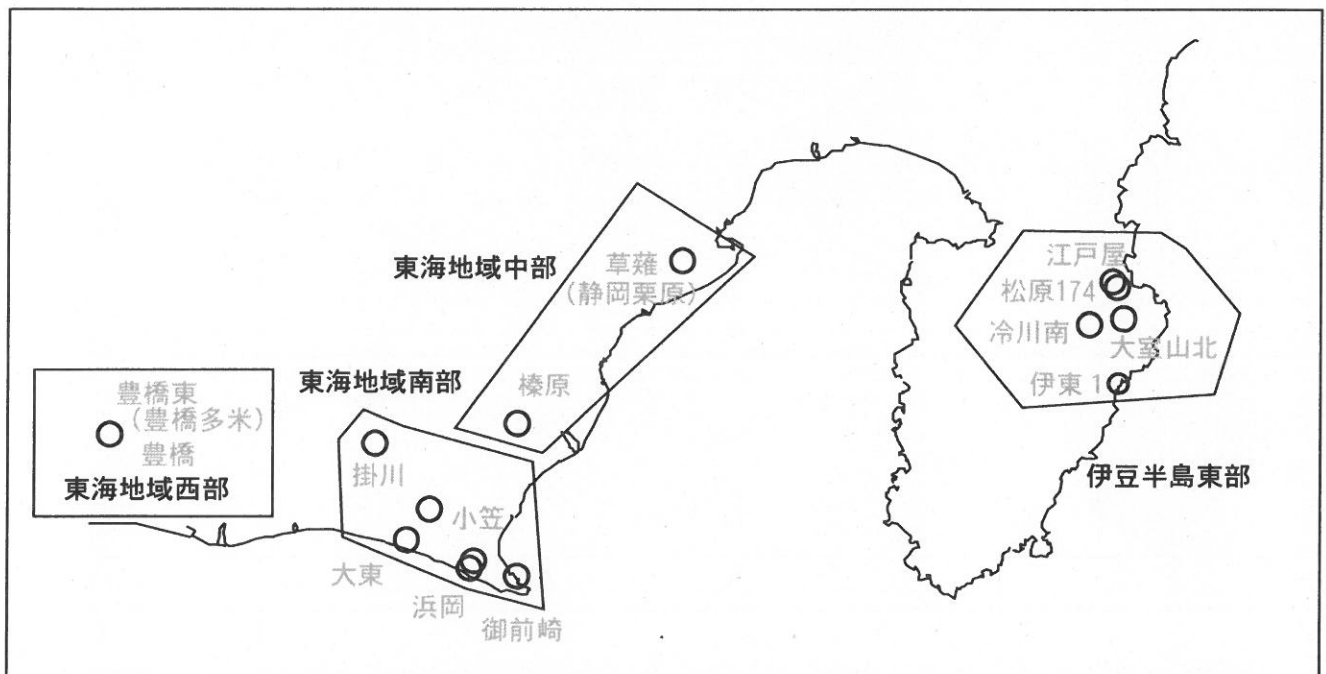 東海地域中部
草薙
(静岡栗原)
榛原
東海地域南部
掛川
小笠
大東
浜岡
御前崎
豊橋東
(豊橋多米)
豊橋
東海地域西部
江戸屋
松原174
冷川南
大室山北
伊東1
伊豆半島東部